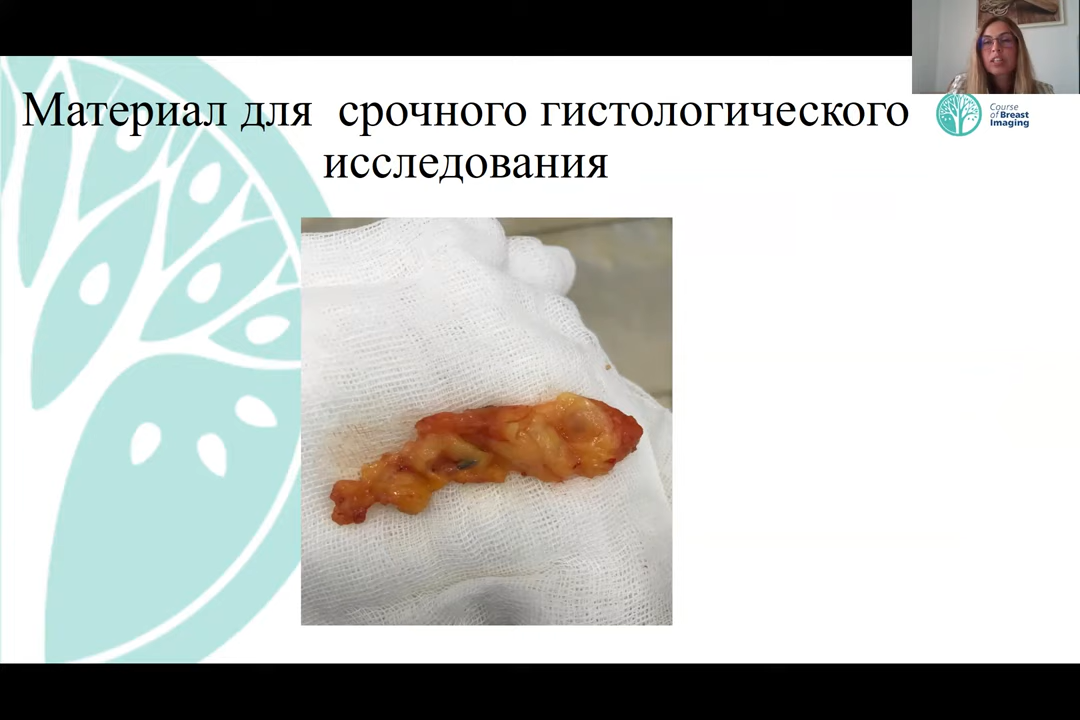 Материал для срочного гистологического
исследования
Course
of Breast
Imaging